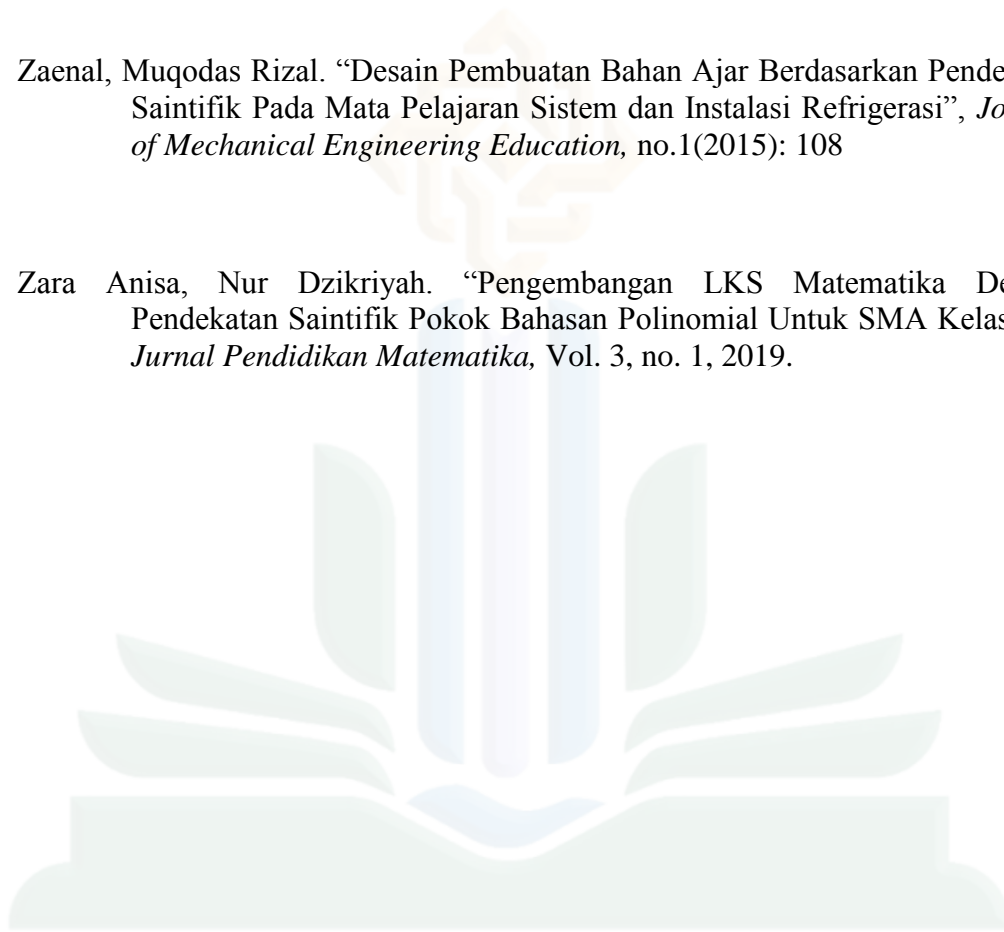 Zaenal, Muqodas Rizal. “Desain Pembuatan Bahan Ajar Berdasarkan Pende
Saintifik Pada Mata Pelajaran Sistem dan Instalasi Refrigerasi”, Jo
of Mechanical Engineering Education, no.1(2015): 108
Zara Anisa, Nur Dzikriyah. “Pengembangan LKS Matematika De
Pendekatan Saintifik Pokok Bahasan Polinomial Untuk SMA Kelas
Jurnal Pendidikan Matematika, Vol. 3, no. 1, 2019.